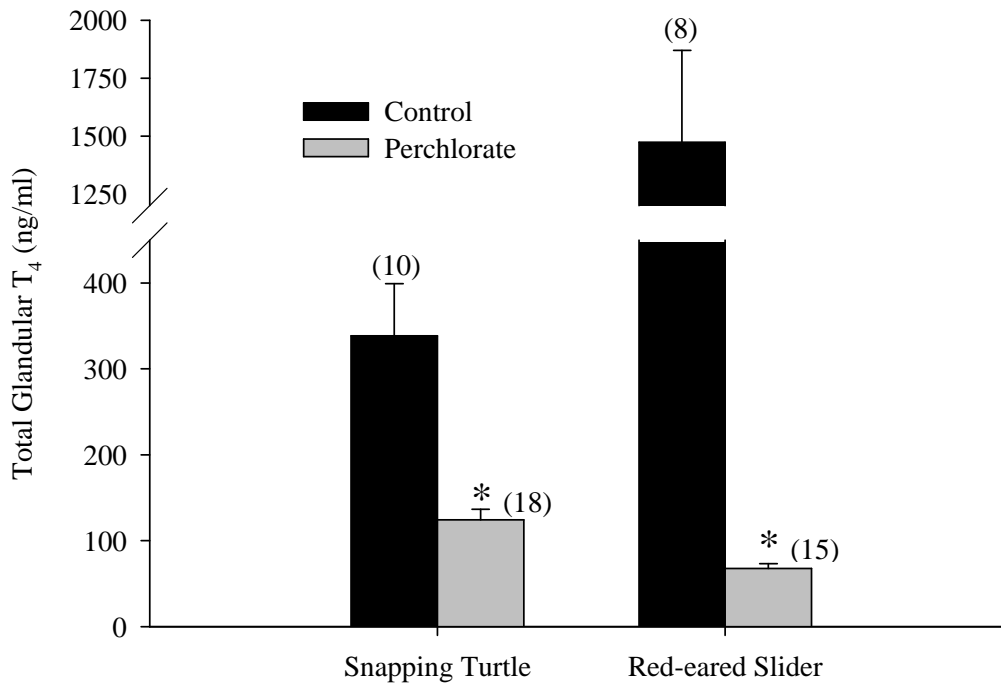 2000
1750
1500
1250
400
300
200
100
0
Total Glandular T4 (ng/ml)
Control
Perchlorate
(10)
* (18)
(8)
* (15)
Snapping Turtle
Red-eared Slider